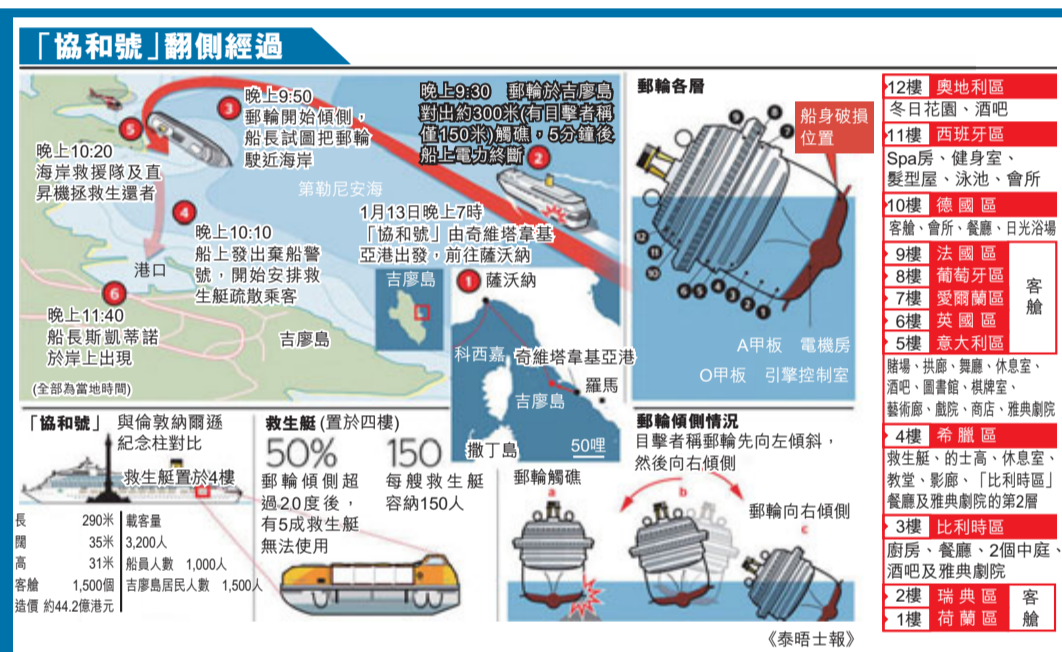 「協和號」翻側經過
晚上9:30 郵輪於吉廖島
對出約300米(有目擊者稱
僅150米)觸礁，5分鐘後
船上電力終斷
2
3
晚上9:50
郵輪開始傾側，
船長試圖把郵輪
駛近海岸
5
晚上10:20
海岸救援隊及直
昇機拯救生還者
第勒尼安海
1月13日晚上7時
「協和號」由奇維塔韋基
亞港出發，前往薩沃納
4
晚上10:10
船上發出棄船警
號，開始安排救
生艇疏散乘客
港口
6
晚上11:40
船長斯凱蒂諾
於岸上出現
吉廖島
(全部為當地時間)
吉廖島
1
薩沃納
科西嘉
奇維塔韋基亞港
羅馬
吉廖島
撒丁島
50哩
郵輪各層
船身破損
位置
9
8
7
12
11
10
6
5
4
3
2
1
A甲板 電機房
O甲板 引擎控制室
「協和號」 與倫敦納爾遜
紀念柱對比
救生艇置於4樓
長 290米
闊 35米
高 31米
客艙 1,500個
造價 約44.2億港元
載客量
3,200人
船員人數 1,000人
吉廖島居民人數 1,500人
救生艇 (置於四樓)
50%
郵輪傾側超
過20度後，
有5成救生艇
無法使用
150
每艘救生艇
容納150人
郵輪傾側情況
目擊者稱郵輪先向左傾斜，
然後向右傾側
郵輪觸礁
a
b
郵輪向右傾側
c
《泰晤士報》
12樓 奧地利區
冬日花園、酒吧
11樓 西班牙區
Spa房、健身室、
髮型屋、泳池、會所
10樓 德國區
客艙、會所、餐廳、日光浴場
9樓 法國區
8樓 葡萄牙區
7樓 愛爾蘭區
6樓 英國區
5樓 意大利區
客艙
賭場、拱廊、舞廳、休息室、
酒吧、圖書館、棋牌室、
藝術廊、戲院、商店、雅典劇院
4樓 希臘區
救生艇、的士高、休息室、
教堂、影廊、「比利時區」
餐廳及雅典劇院的第2層
3樓 比利時區
廚房、餐廳、2個中庭、
酒吧及雅典劇院
2樓 瑞典區
1樓 荷蘭區
客艙